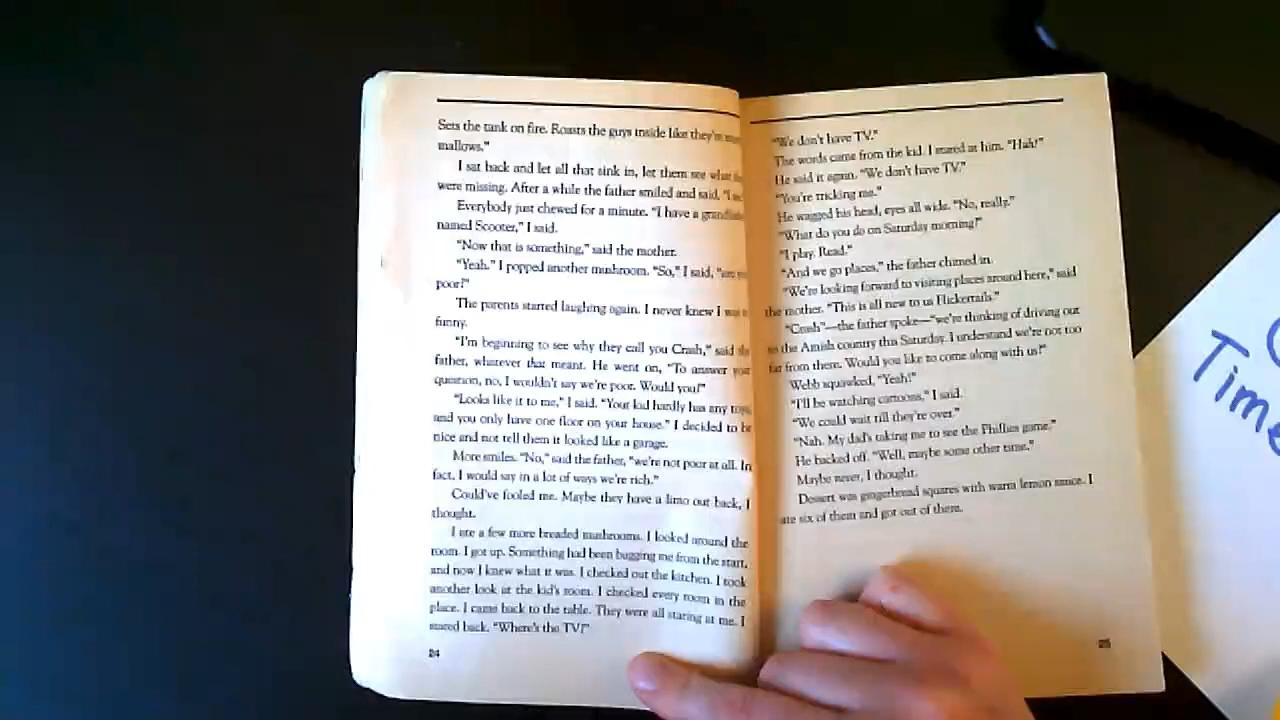 Sets the tank on fire. Roasts the guys inside like they're
mallows."
I sat back and let all that sink in, let them see what
were missing. After a while the father smiled and said, "I
Everybody just chewed for a minute. "I have a
named Scooter," I said.
"Now that is something," said the mother.
"Yeah." I popped another mushroom. "So," I said, "are you
poor?"
The parents started laughing again. I never knew I was so
funny.
"I'm beginning to see why they call you Crash," said the
father, whatever that meant. He went on, "To answer your
question, no, I wouldn't say we're poor. Would you?"
"Looks like it to me," I said. "Your kid hardly has any toys
and you only have one floor on your house." I decided to be
nice and not tell them it looked like a garage.
More smiles. "No," said the father, "we're not poor at all. In
fact, I would say in a lot of ways we're rich."
Could've fooled me. Maybe they have a limo out back, I
thought.
I ate a few more breaded mushrooms. I looked around the
room. I got up. Something had been bugging me from the start,
and now I knew what it was. I checked out the kitchen. I took
another look at the kid's room. I checked every room in the
place. I came back to the table. They were all staring at me. I
stared back. "Where's the TV?"
24
"We don't have TV."
The words came from the kid. I stared at him. "Huh?"
He said it again. "We don't have TV."
"You're tricking me."
He wagged his head, eyes all wide. "No, really."
"What do you do on Saturday morning?"
"I play. Read."
"And we go places," the father chimed in.
"We're looking forward to visiting places around here," said
the mother. "This is all new to us Flickertails."
"Crash"—the father spoke—"we're thinking of driving out
to the Amish country this Saturday. I understand we're not too
far from there. Would you like to come along with us?"
Webb squawked, "Yeah!"
"I'll be watching cartoons," I said.
"We could wait till they're over."
"Nah. My dad's taking me to see the Phillies game."
He backed off. "Well, maybe some other time."
Maybe never, I thought.
Dessert was gingerbread squares with warm lemon sauce. I
ate six of them and got out of there.
25
Time